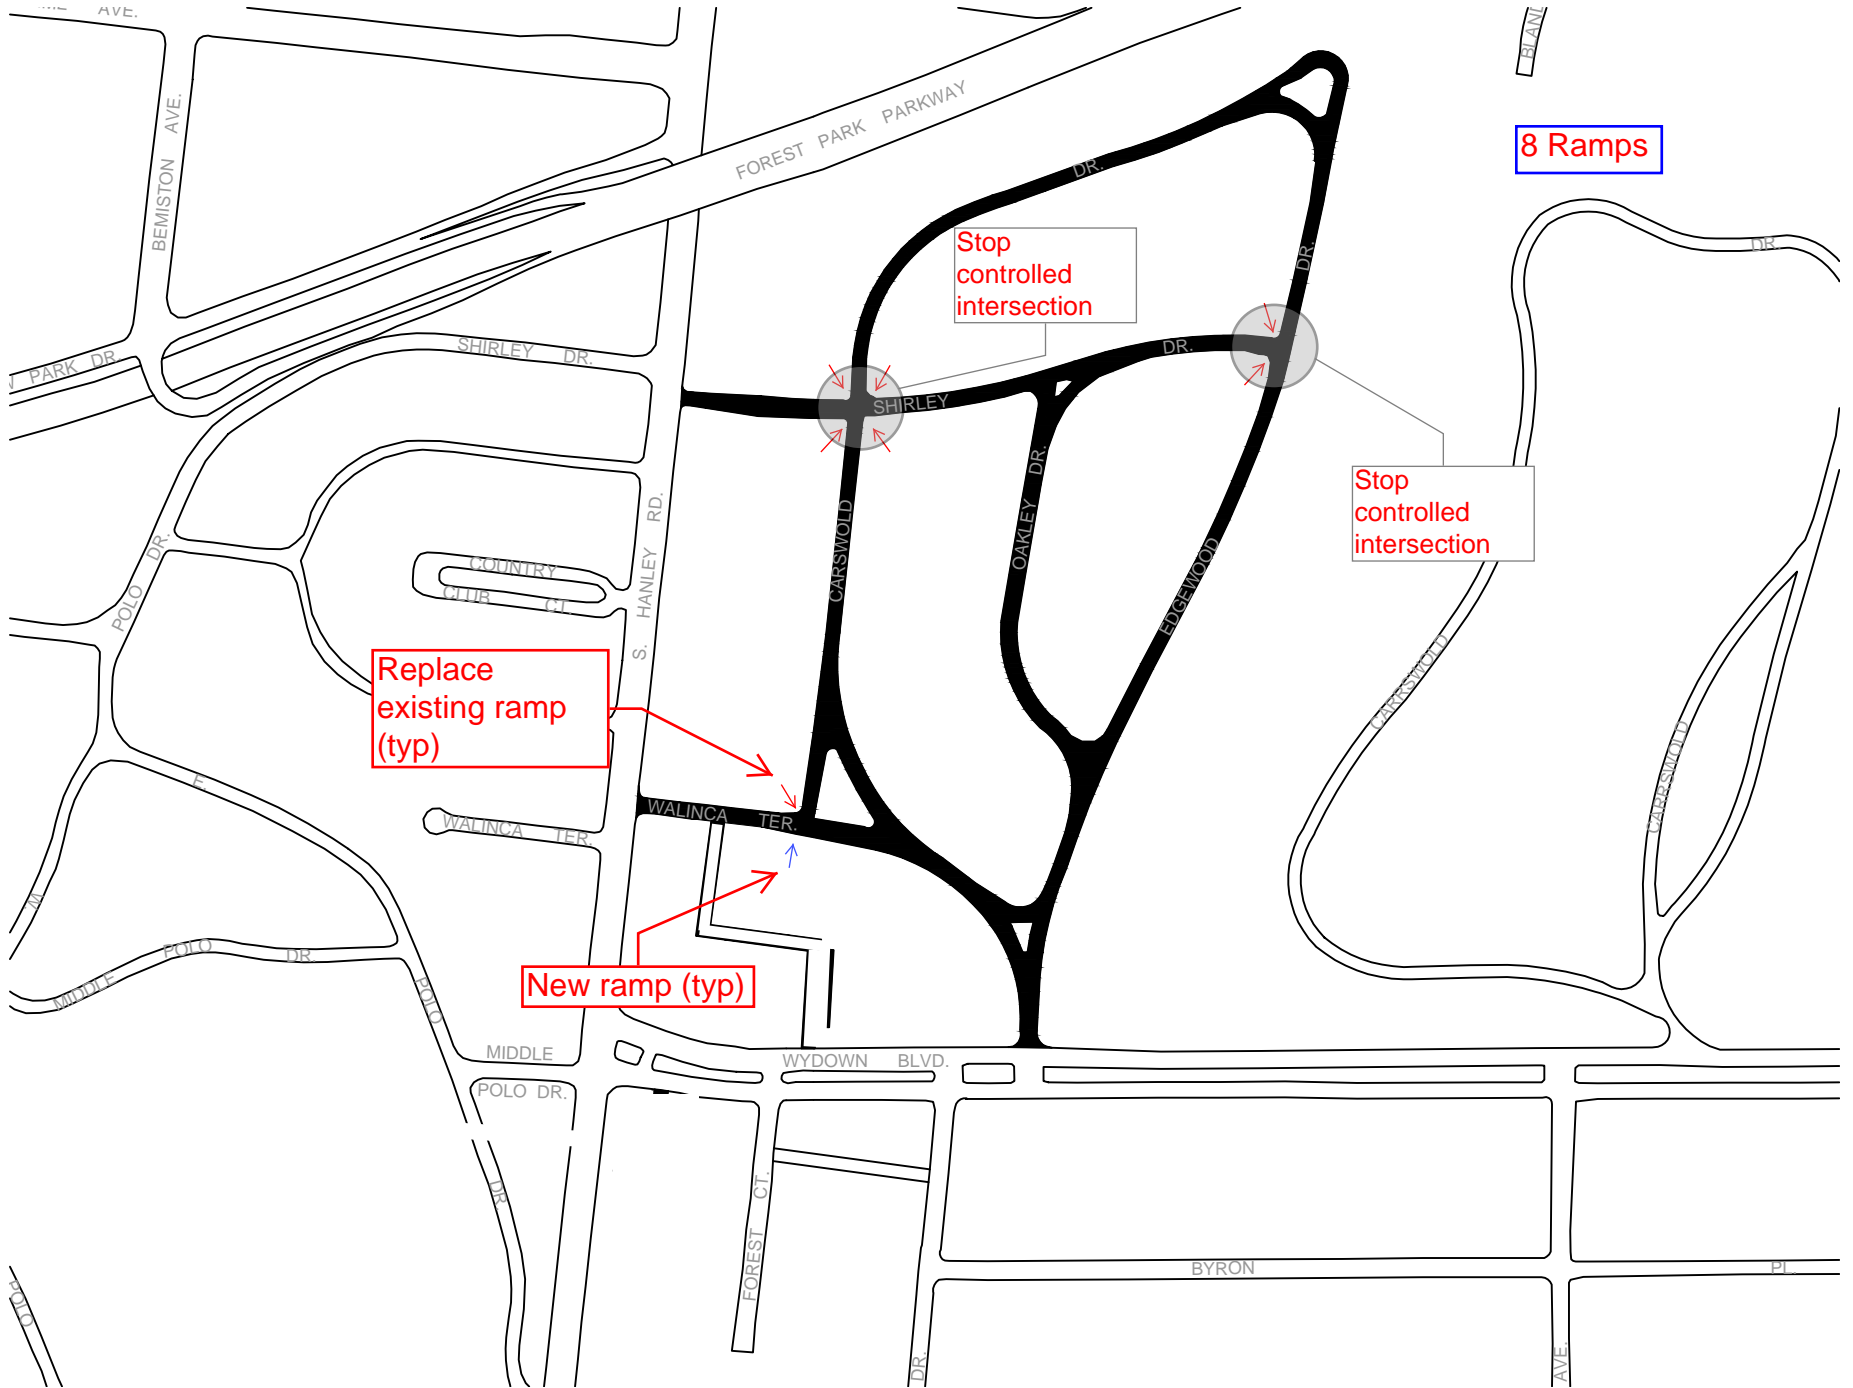 AVE.
BLAND
BEMISTON AVE.
FOREST PARK PARKWAY
8 Ramps
DR.
Stop
controlled
intersection
DR.
DR.
SHIRLEY DR.
PARK DR.
DR.
SHIRLEY
Stop
controlled
intersection
S. HANLEY RD.
CARSWOLD
OAKLEY DR.
EDGEWOOD
POLO DR.
COUNTRY
CLUB CT.
Replace
existing ramp
(typ)
CARRSWOLD
CARRSWOLD
E.
WALINCA TER.
WALINCA TER.
M
POLO DR.
MIDDLE
New ramp (typ)
POLO
MIDDLE
POLO DR.
WYDOWN BLVD.
DR.
FOREST CT.
BYRON PL.
POLO
DR.
AVE.